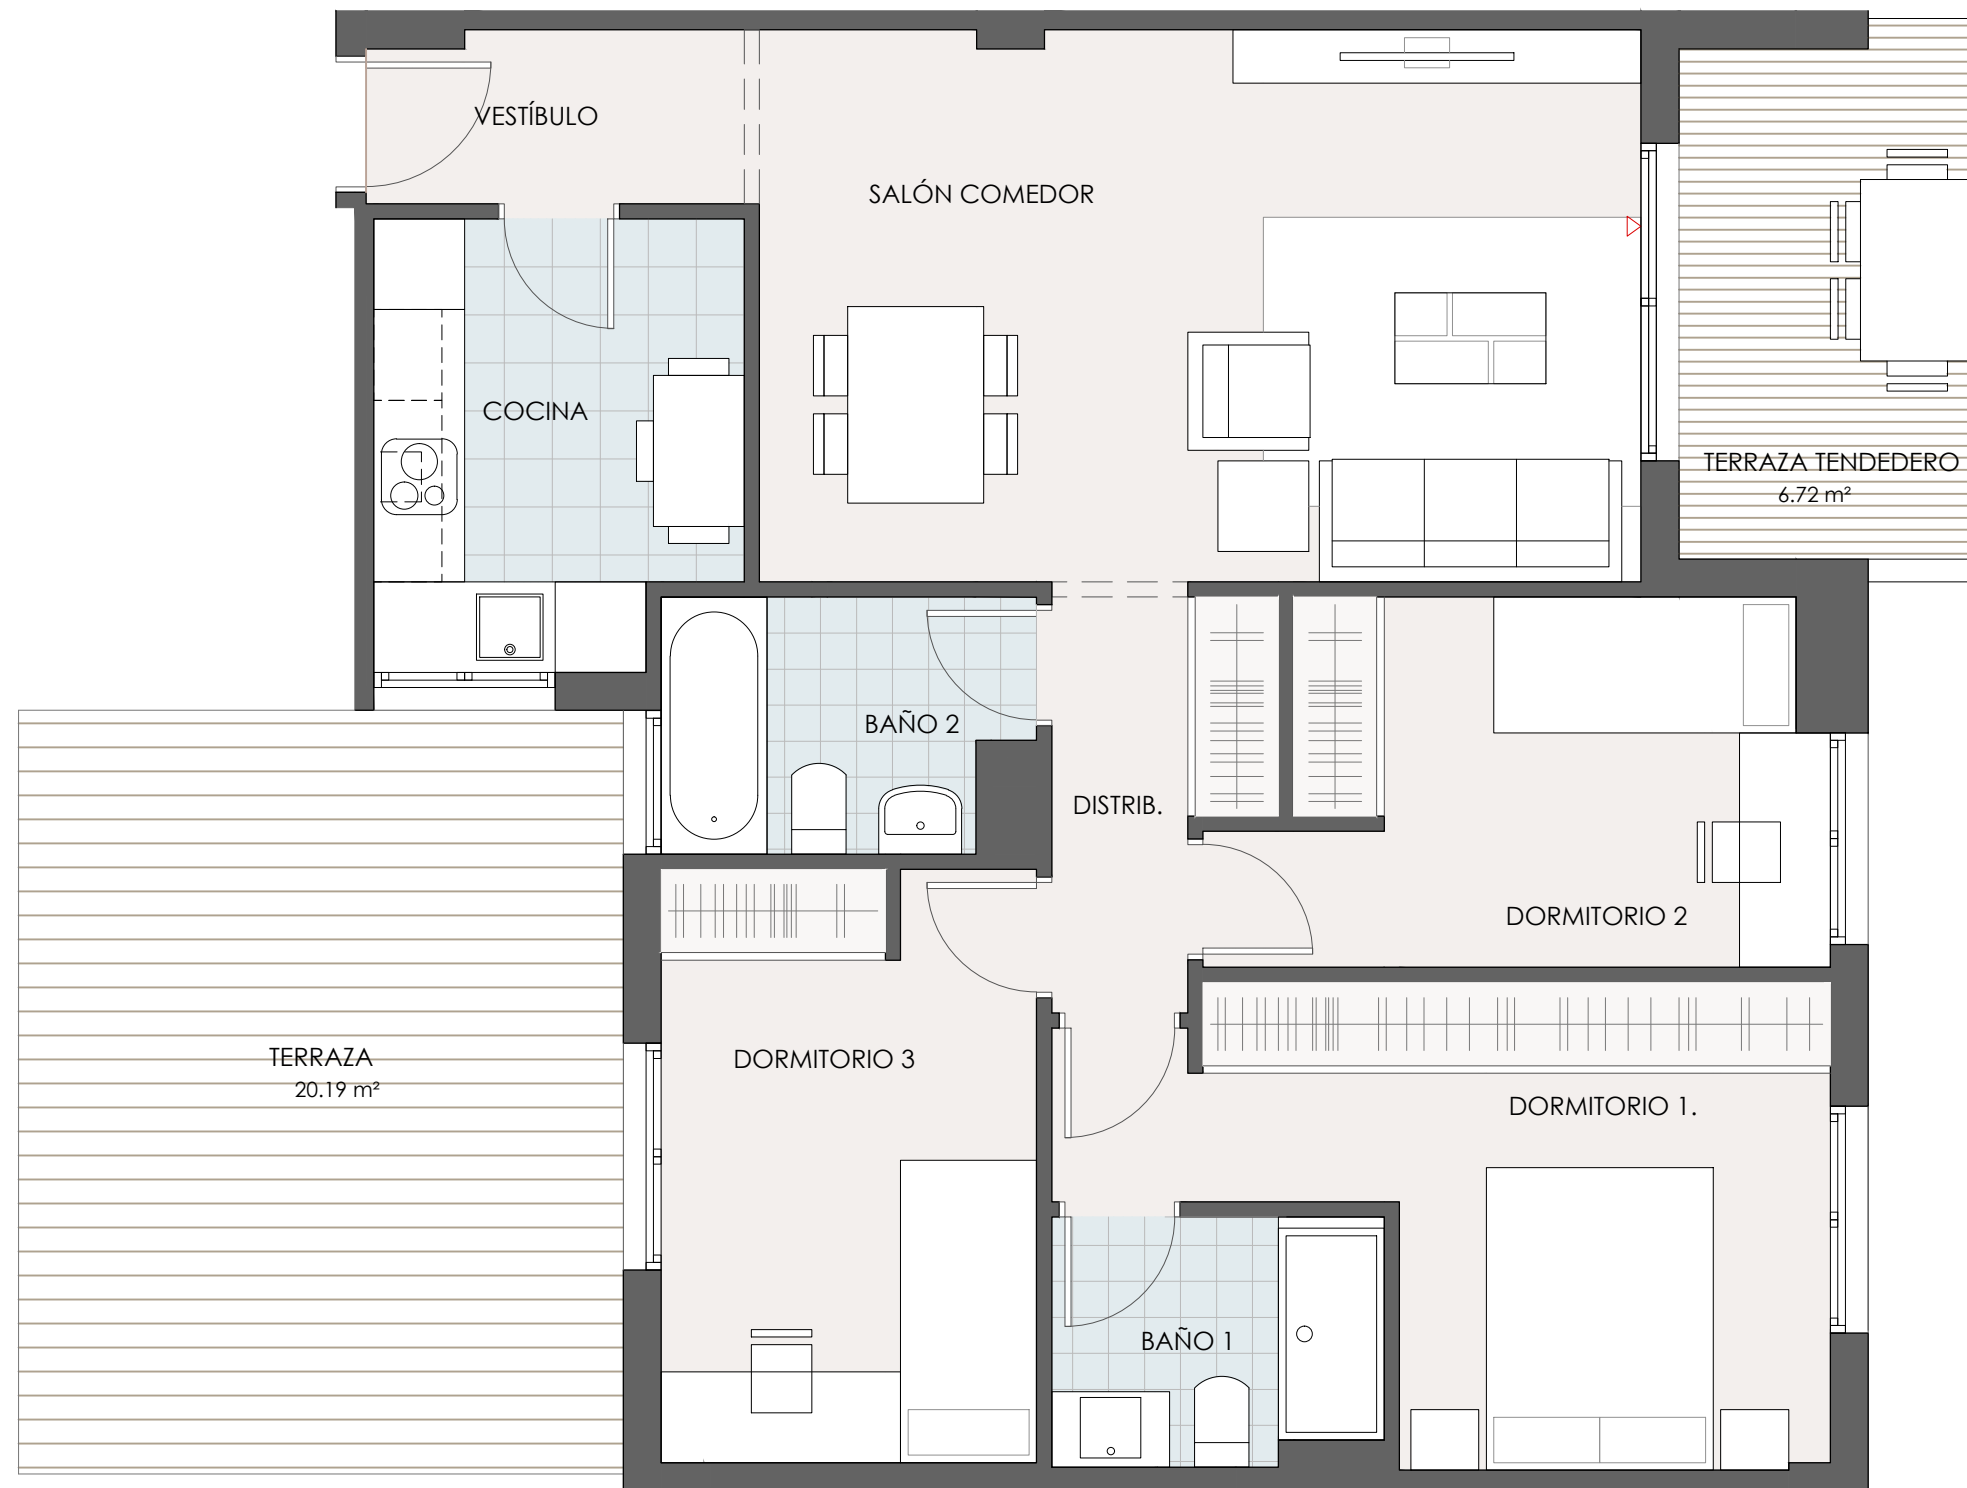 VESTÍBULO
SALÓN COMEDOR
COCINA
TERRAZA TENDEDERO
6.72 m²
BAÑO 2
DISTRIB.
DORMITORIO 2
TERRAZA
20.19 m²
DORMITORIO 3
DORMITORIO 1.
BAÑO 1